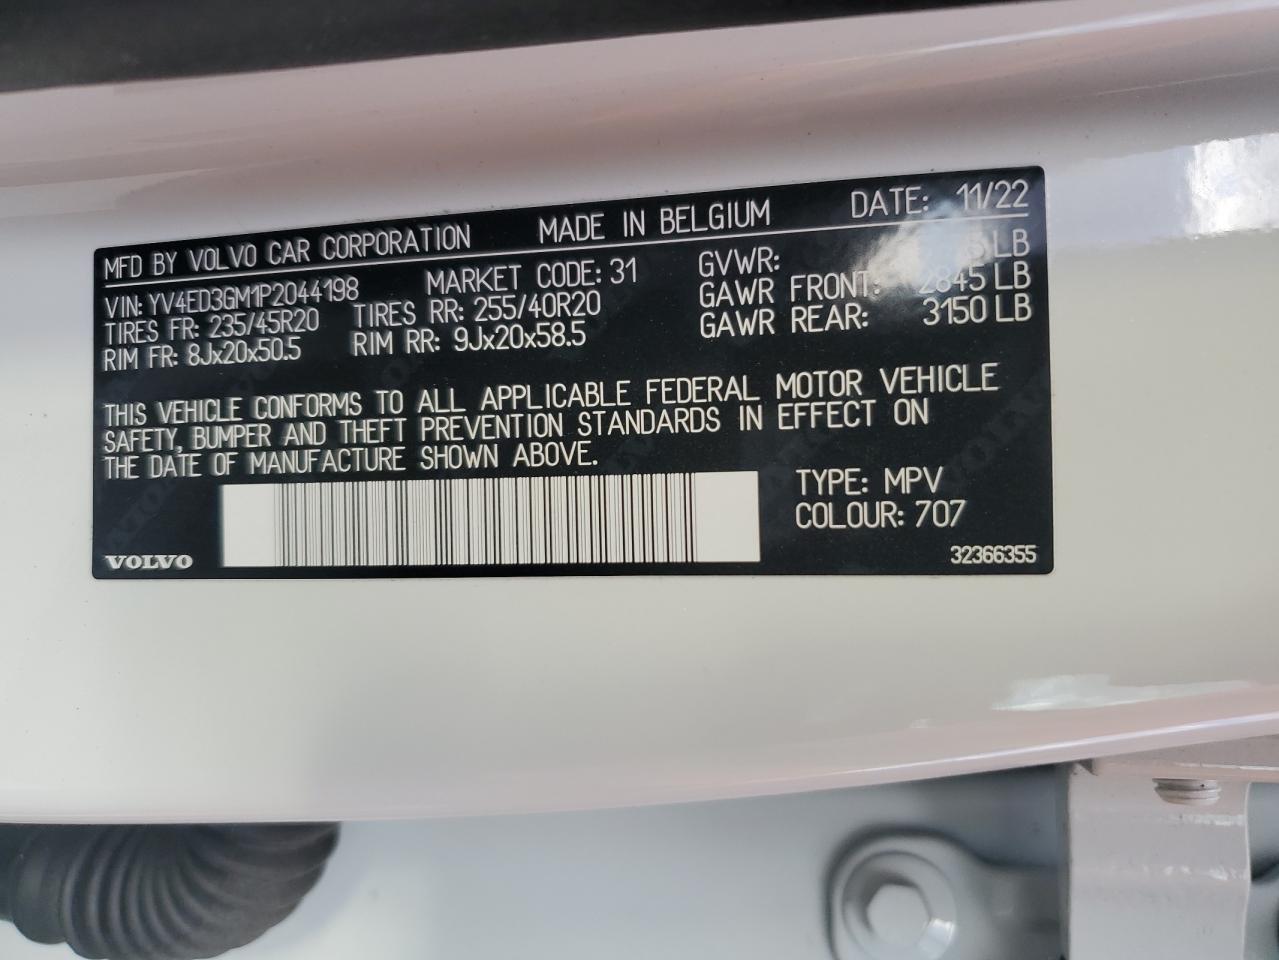 MFD BY VOLVO CAR CORPORATION MADE IN BELGIUM DATE: 11/22
VIN: YV4ED3GM1P2044198 MARKET CODE: 31 GVWR: LB
TIRES FR: 235/45R20 TIRES RR: 255/40R20 GAWR FRONT: 2845 LB
RIM FR: 8Jx20x50.5 RIM RR: 9Jx20x58.5 GAWR REAR: 3150 LB
THIS VEHICLE CONFORMS TO ALL APPLICABLE FEDERAL MOTOR VEHICLE
SAFETY, BUMPER AND THEFT PREVENTION STANDARDS IN EFFECT ON
THE DATE OF MANUFACTURE SHOWN ABOVE.
TYPE: MPV
COLOUR: 707
VOLVO 32366355